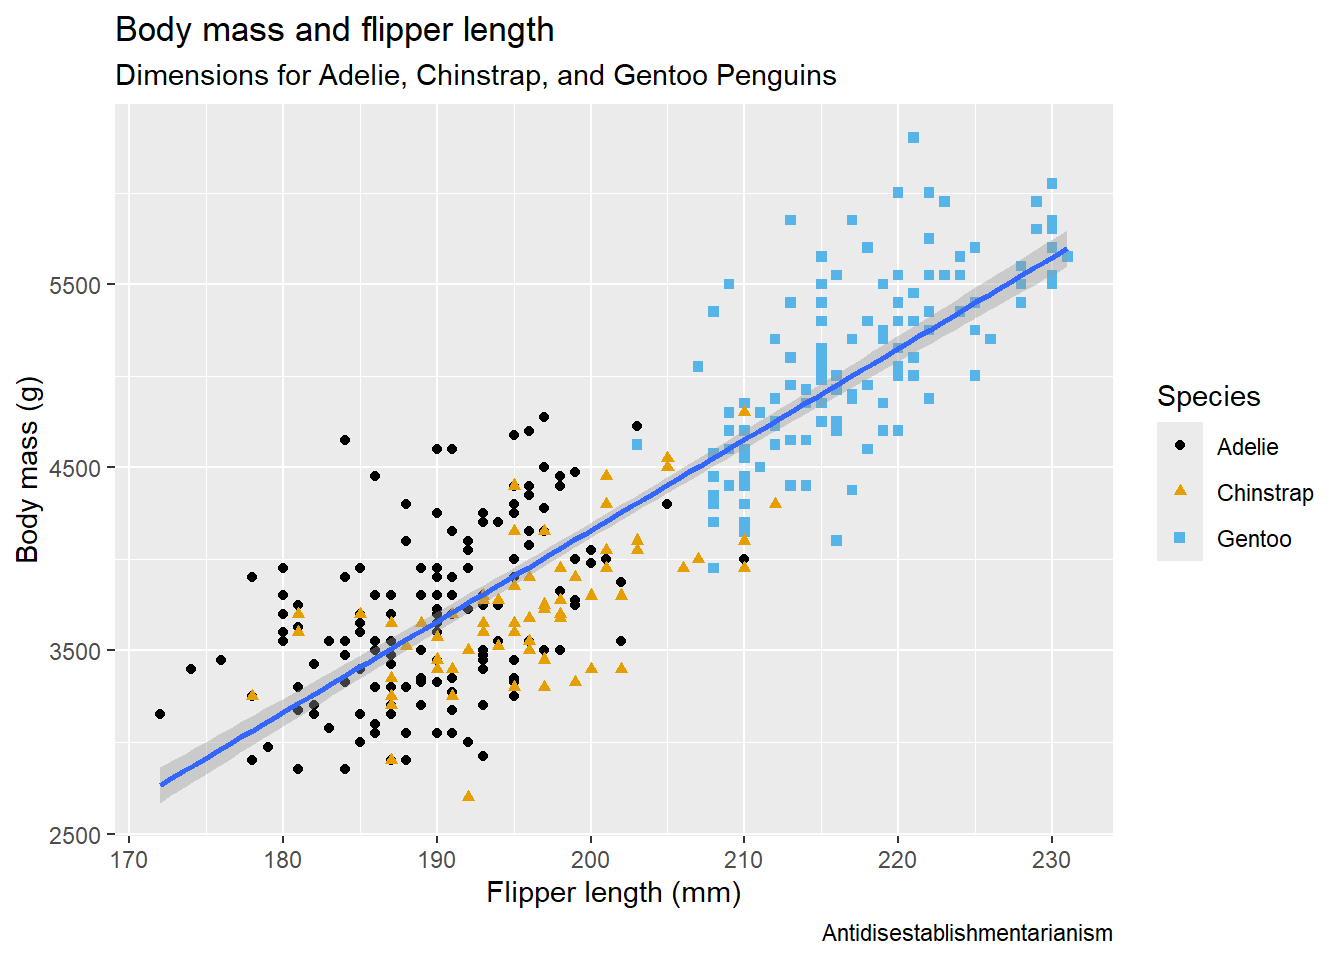 Body mass and flipper length
Dimensions for Adelie, Chinstrap, and Gentoo Penguins
Body mass (g)
5500
4500
3500
2500
170 180 190 200 210 220 230
Flipper length (mm)
Species
Adelie
Chinstrap
Gentoo
Antidisestablishmentarianism